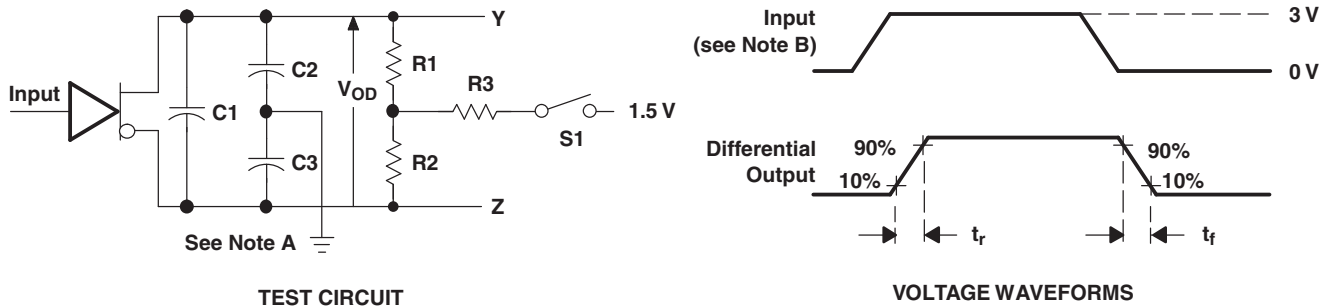 Input
C1
C2
C3
VOD
Y
R1
R2
R3
S1
1.5 V
Z
See Note A
TEST CIRCUIT
Input
(see Note B)
3 V
0 V
Differential
Output
90%
10%
90%
10%
tr
tf
VOLTAGE WAVEFORMS